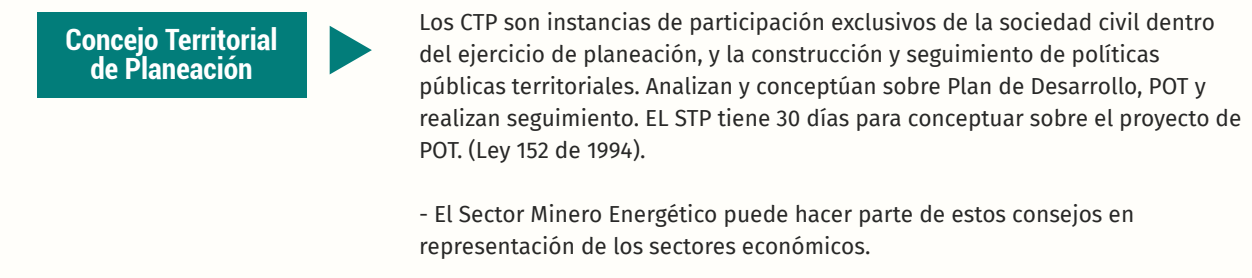 Concejo Territorial
de Planeación
Los CTP son instancias de participación exclusivos de la sociedad civil dentro
del ejercicio de planeación, y la construcción y seguimiento de políticas
públicas territoriales. Analizan y conceptúan sobre Plan de Desarrollo, POT y
realizan seguimiento. EL STP tiene 30 días para conceptuar sobre el proyecto de
POT. (Ley 152 de 1994).
- El Sector Minero Energético puede hacer parte de estos consejos en
representación de los sectores económicos.